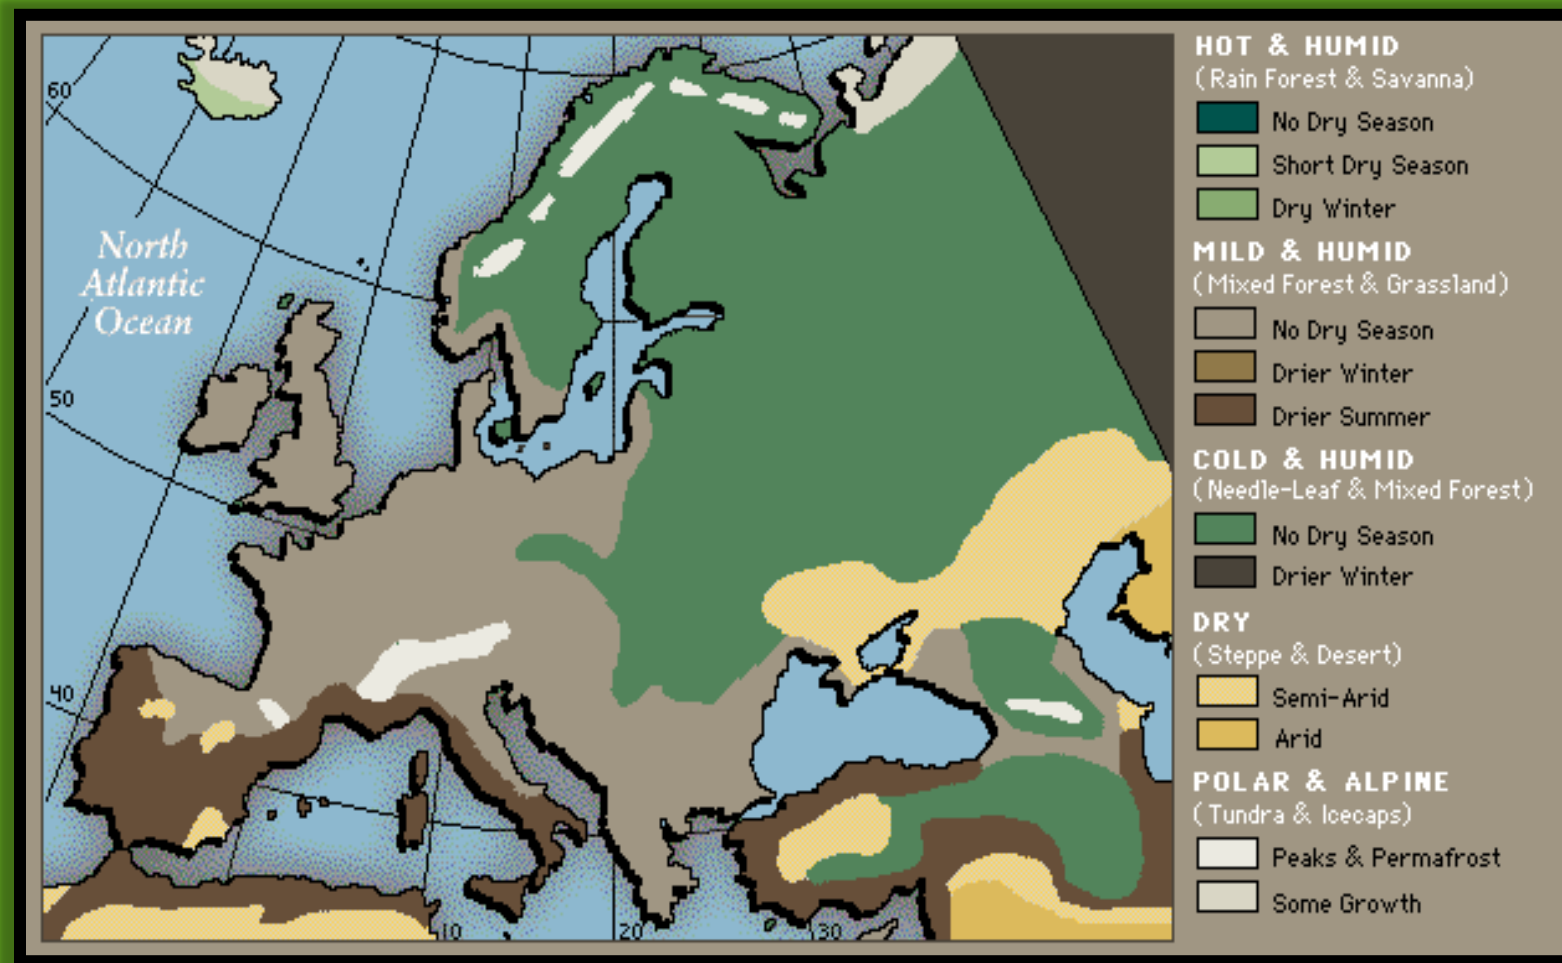 60
50
40
North
Atlantic
Ocean
10
20
30
HOT & HUMID
(Rain Forest & Savanna)
No Dry Season
Short Dry Season
Dry Winter
MILD & HUMID
(Mixed Forest & Grassland)
No Dry Season
Drier Winter
Drier Summer
COLD & HUMID
(Needle-Leaf & Mixed Forest)
No Dry Season
Drier Winter
DRY
(Steppe & Desert)
Semi-Arid
Arid
POLAR & ALPINE
(Tundra & Icecaps)
Peaks & Permafrost
Some Growth